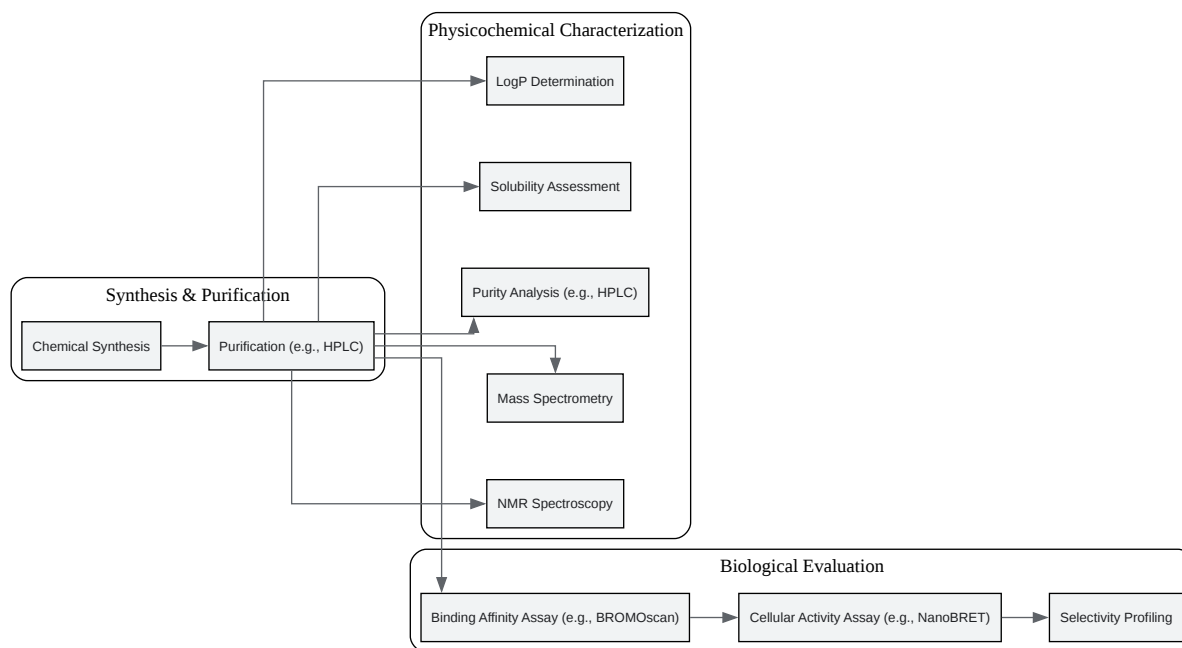 Physicochemical Characterization
LogP Determination
Solubility Assessment
Purity Analysis (e.g., HPLC)
Synthesis & Purification
Chemical Synthesis
Purification (e.g., HPLC)
Mass Spectrometry
NMR Spectroscopy
Biological Evaluation
Binding Affinity Assay (e.g., BROMOscan)
Cellular Activity Assay (e.g., NanoBRET)
Selectivity Profiling